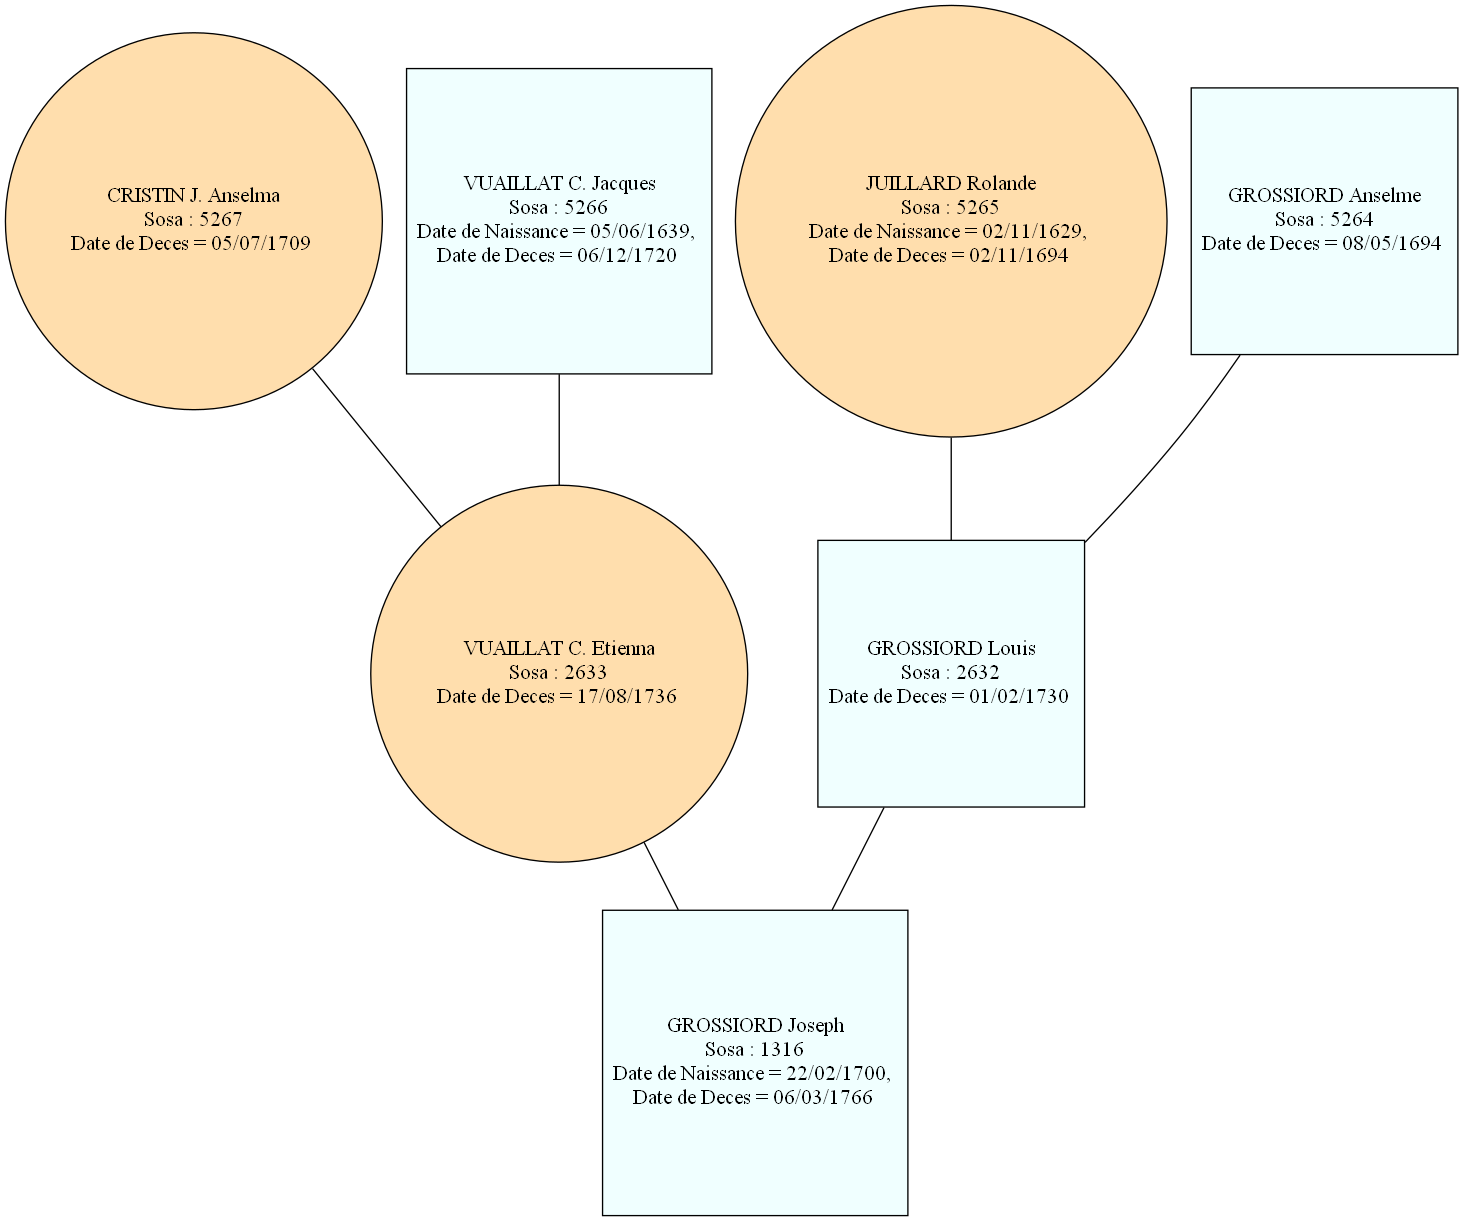 CRISTIN J. Anselma
Sosa : 5267
Date de Deces = 05/07/1709
VUAILLAT C. Jacques
Sosa : 5266
Date de Naissance = 05/06/1639,
Date de Deces = 06/12/1720
JUILLARD Rolande
Sosa : 5265
Date de Naissance = 02/11/1629,
Date de Deces = 02/11/1694
GROSSIORD Anselme
Sosa : 5264
Date de Deces = 08/05/1694
VUAILLAT C. Etienna
Sosa : 2633
Date de Deces = 17/08/1736
GROSSIORD Louis
Sosa : 2632
Date de Deces = 01/02/1730
GROSSIORD Joseph
Sosa : 1316
Date de Naissance = 22/02/1700,
Date de Deces = 06/03/1766